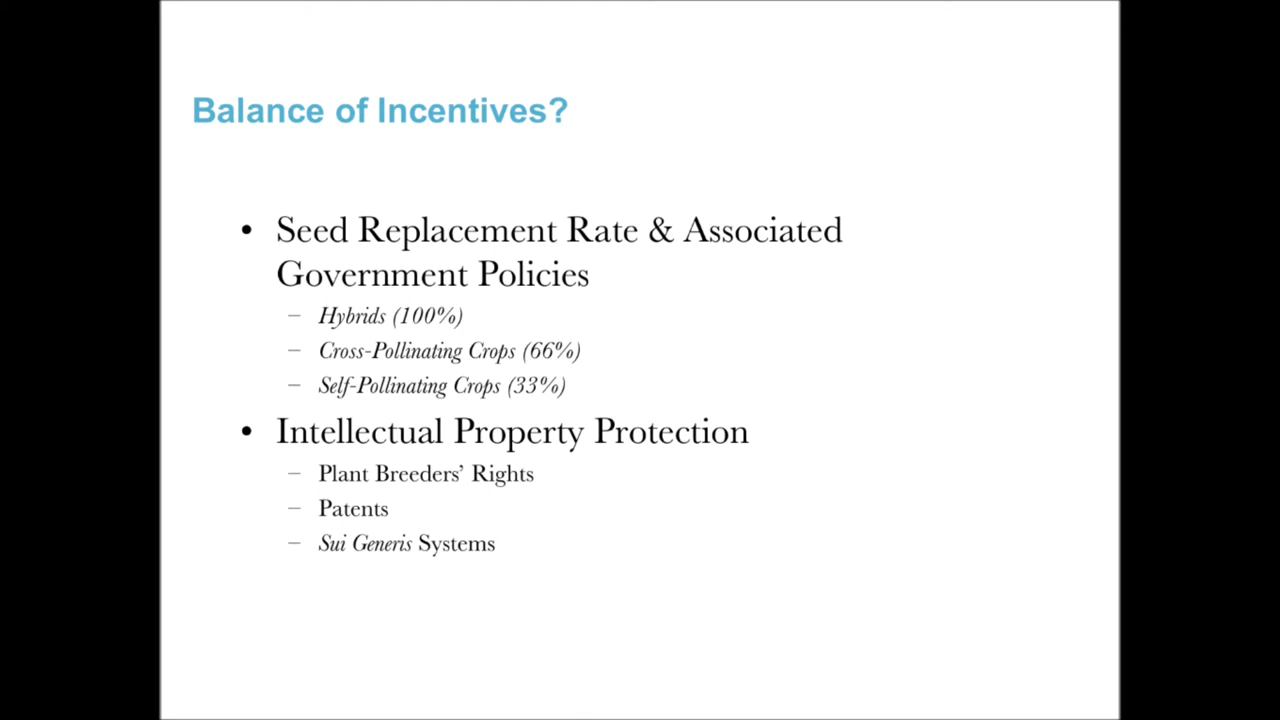 Balance of Incentives?
• Seed Replacement Rate & Associated
Government Policies
– Hybrids (100%)
– Cross-Pollinating Crops (66%)
– Self-Pollinating Crops (33%)
• Intellectual Property Protection
– Plant Breeders’ Rights
– Patents
– Sui Generis Systems